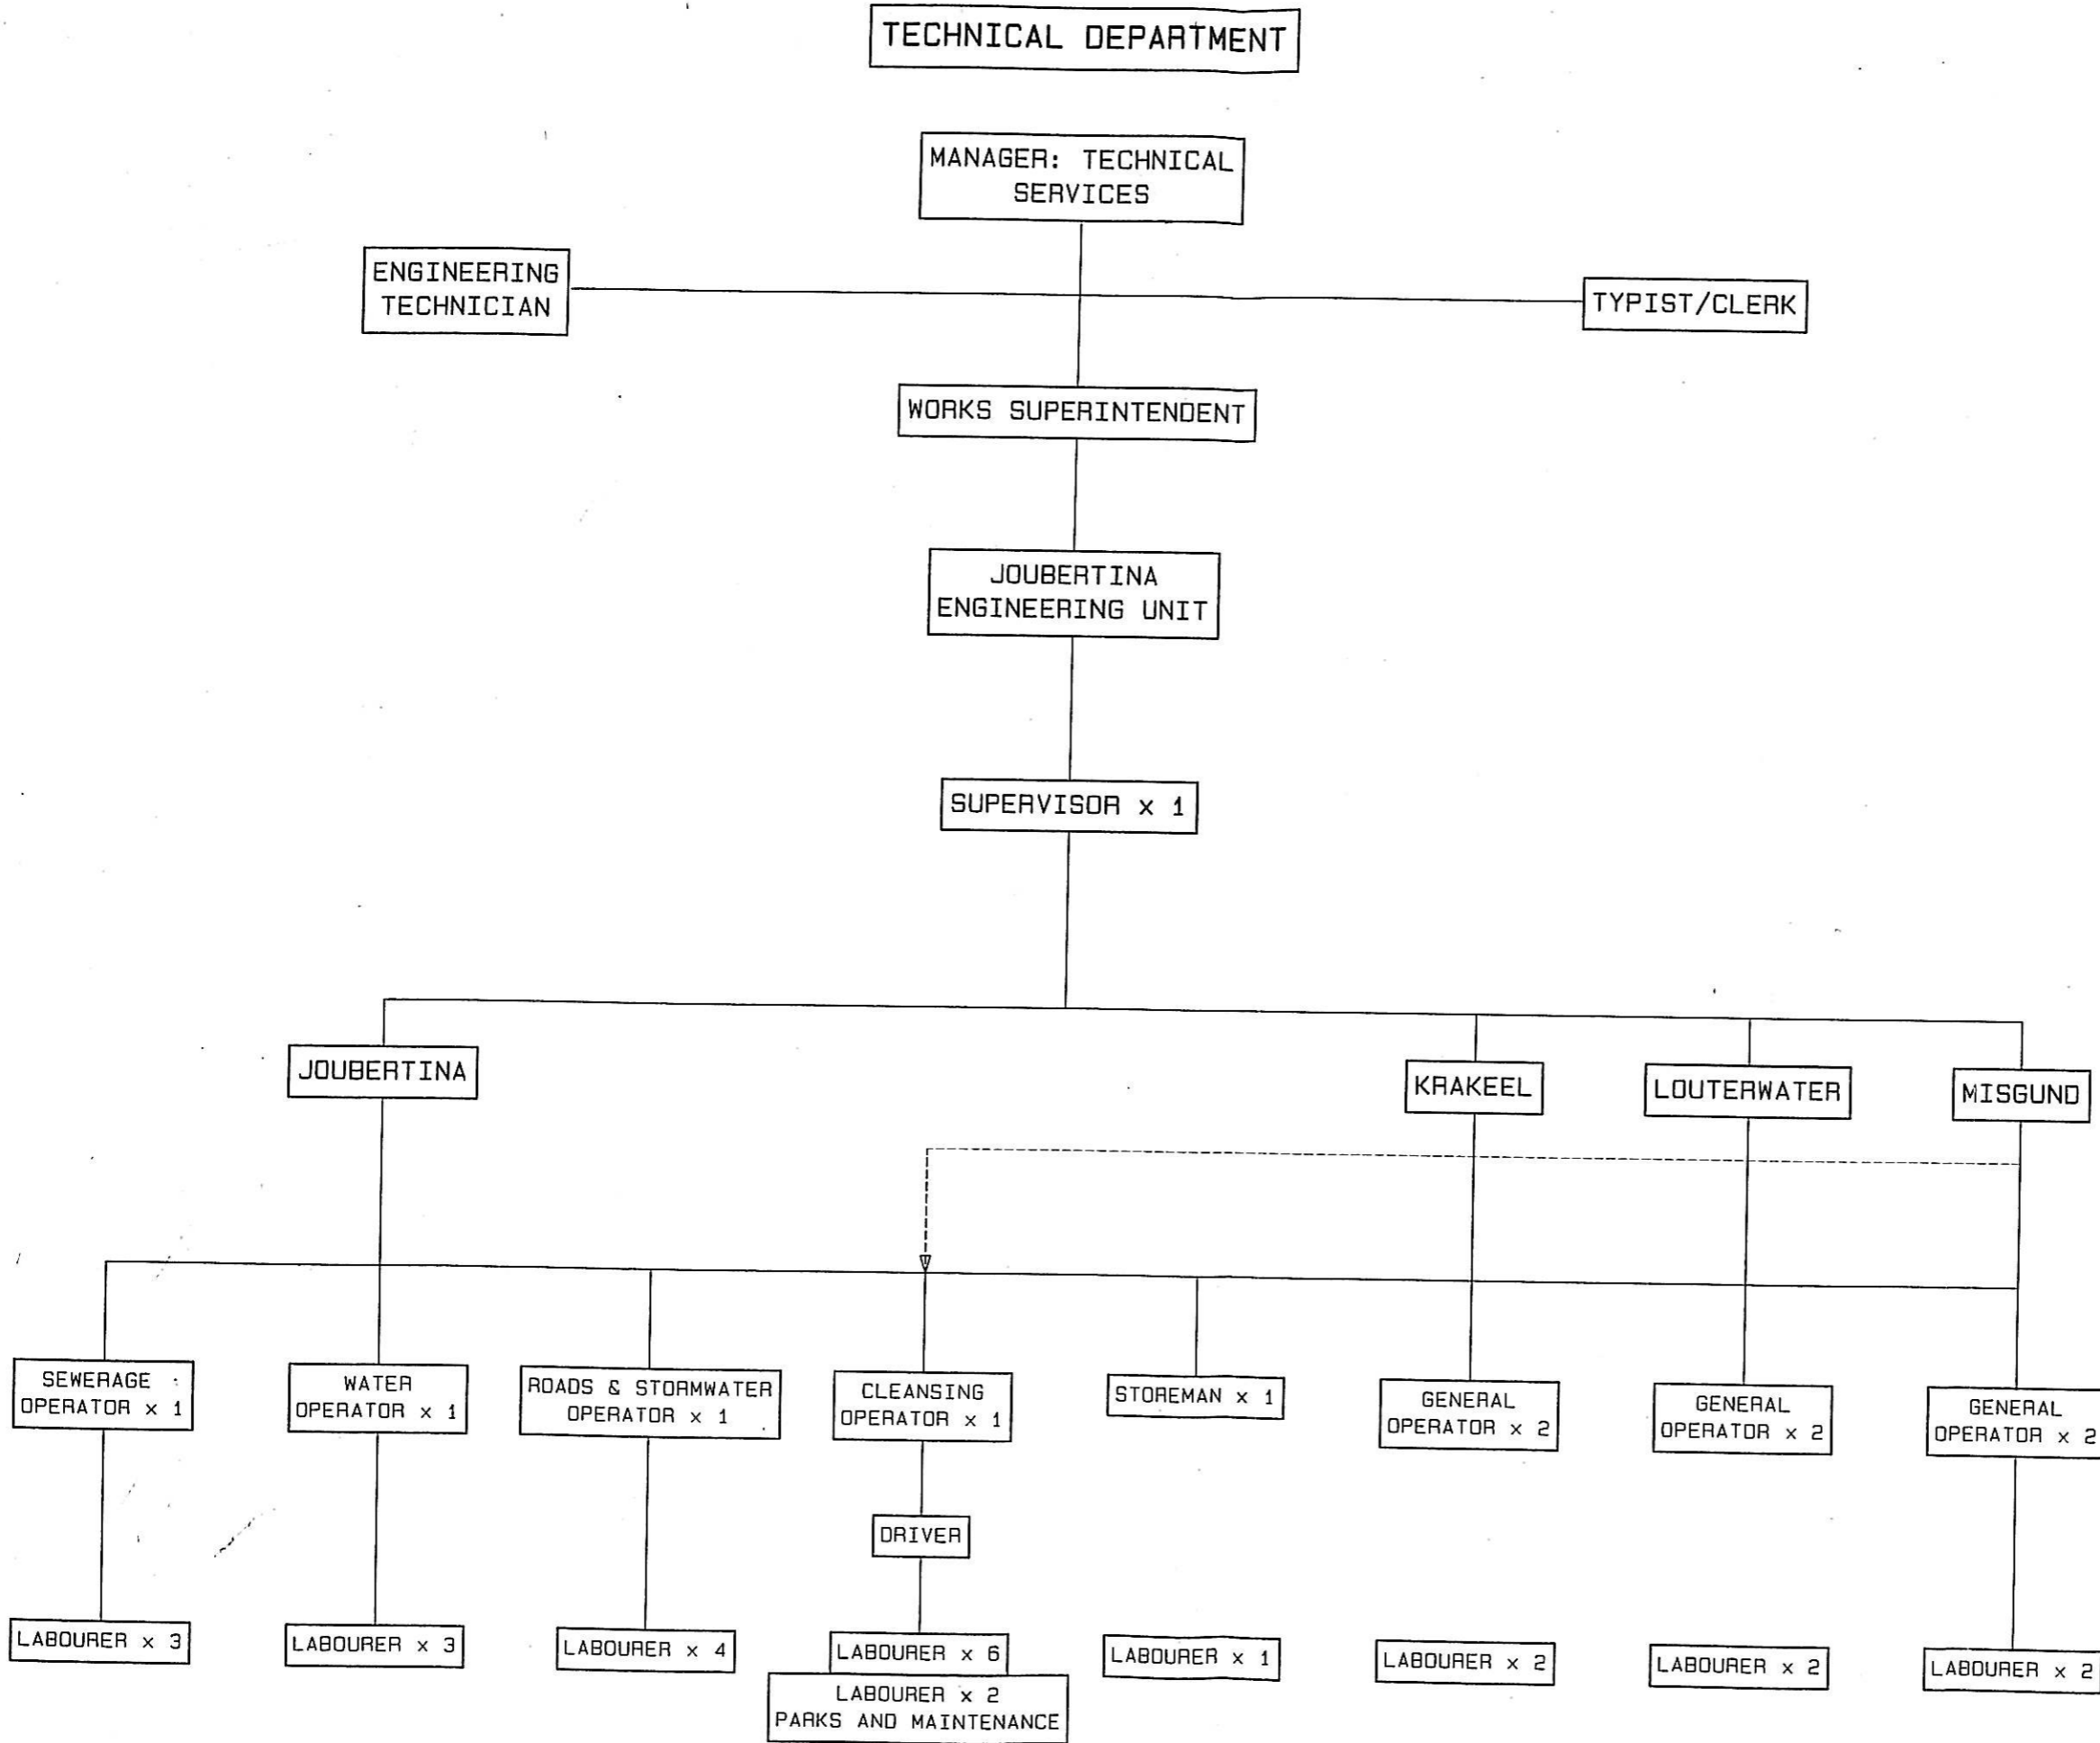 TECHNICAL DEPARTMENT
MANAGER: TECHNICAL
SERVICES
ENGINEERING
TECHNICIAN
TYPIST/CLERK
WORKS SUPERINTENDENT
JOUBERTINA
ENGINEERING UNIT
SUPERVISOR x 1
JOUBERTINA
KRAKEEL
LOUTERWATER
MISGUND
SEWERAGE
OPERATOR x 1
WATER
OPERATOR x 1
ROADS & STORMWATER
OPERATOR x 1
CLEANSING
OPERATOR x 1
STOREMAN x 1
GENERAL
OPERATOR x 2
GENERAL
OPERATOR x 2
GENERAL
OPERATOR x 2
DRIVER
LABOURER x 3
LABOURER x 3
LABOURER x 4
LABOURER x 6
LABOURER x 1
LABOURER x 2
LABOURER x 2
LABOURER x 2
LABOURER x 2
PARKS AND MAINTENANCE